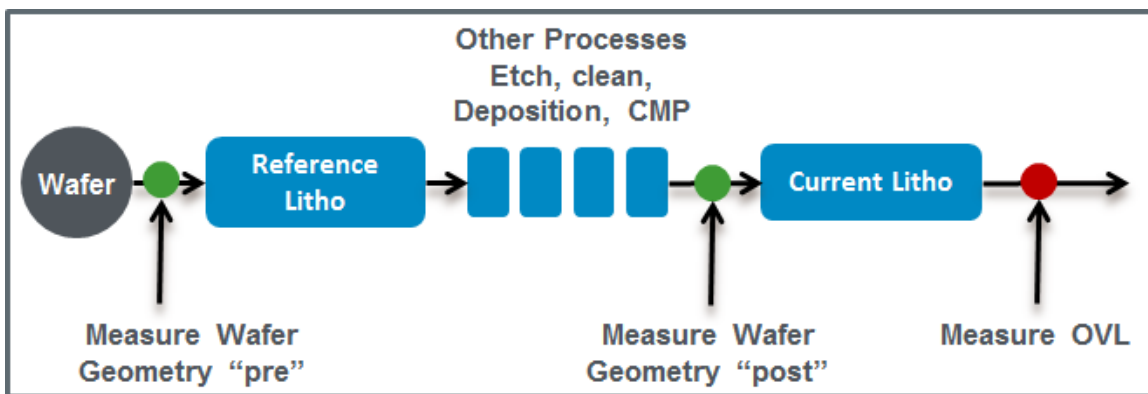 Other Processes
Etch, clean,
Deposition, CMP
Wafer
Reference
Litho
Current Litho
Measure Wafer
Geometry “pre”
Measure Wafer
Geometry “post”
Measure OVL